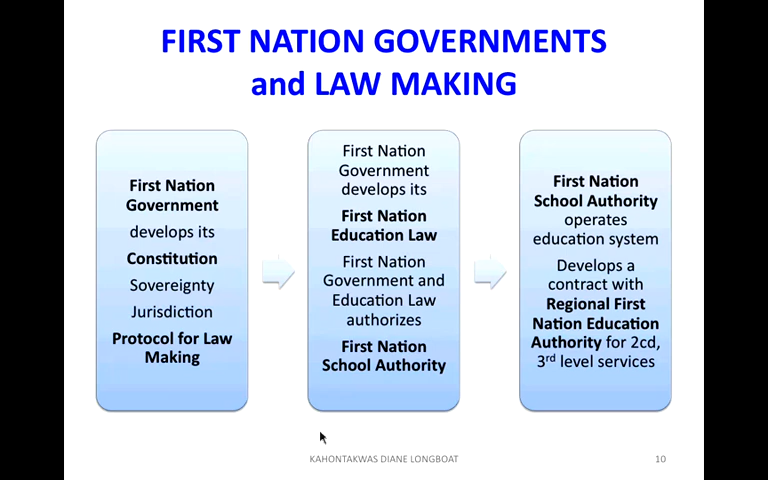 FIRST NATION GOVERNMENTS
and LAW MAKING
First Nation
Government
develops its
Constitution
Sovereignty
Jurisdiction
Protocol for Law
Making
First Nation
Government
develops its
First Nation
Education Law
First Nation
Government and
Education Law
authorizes
First Nation
School Authority
First Nation
School Authority
operates
education system
Develops a
contract with
Regional First
Nation Education
Authority for 2cd,
3rd level services
KAHONTAKWAS DIANE LONGBOAT
10